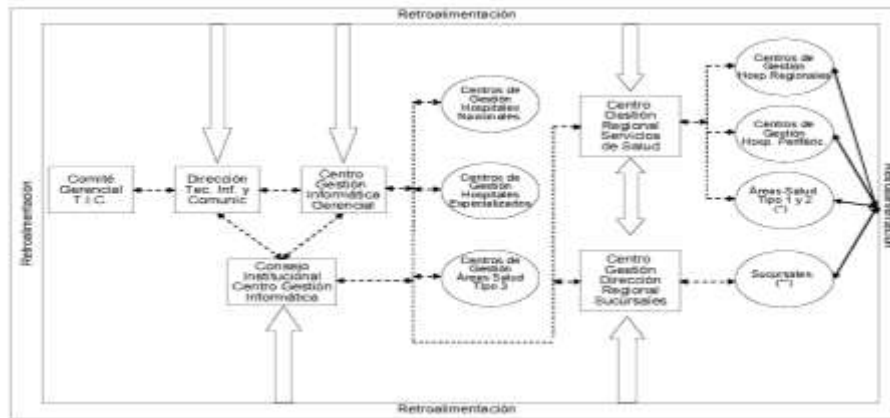 Retroalimentación
Retroalimentación
Comité
Gerencial
T.I.C.
Dirección
Tec. Inf. y
Comunic
Centro
Gestión
Informática
Gerencial
Consejo
Institucional
Centro Gestión
Informática
Centros de
Gestión
Hospitales
Nacionales
Centros de
Gestión
Hospitales
Especializados
Centros de
Gestión
Áreas-Salud
Tipo 3
Centro
Gestión
Regional
Servicios
de Salud
Centro
Gestión
Dirección
Regional
Sucursales
Centros de
Gestión
Hosp. Regionales
Centros de
Gestión
Hosp. Periféric.
Áreas-Salud
Tipo 1 y 2
(*)
Sucursales
(**)
Retroalimentación
Retroalimentación